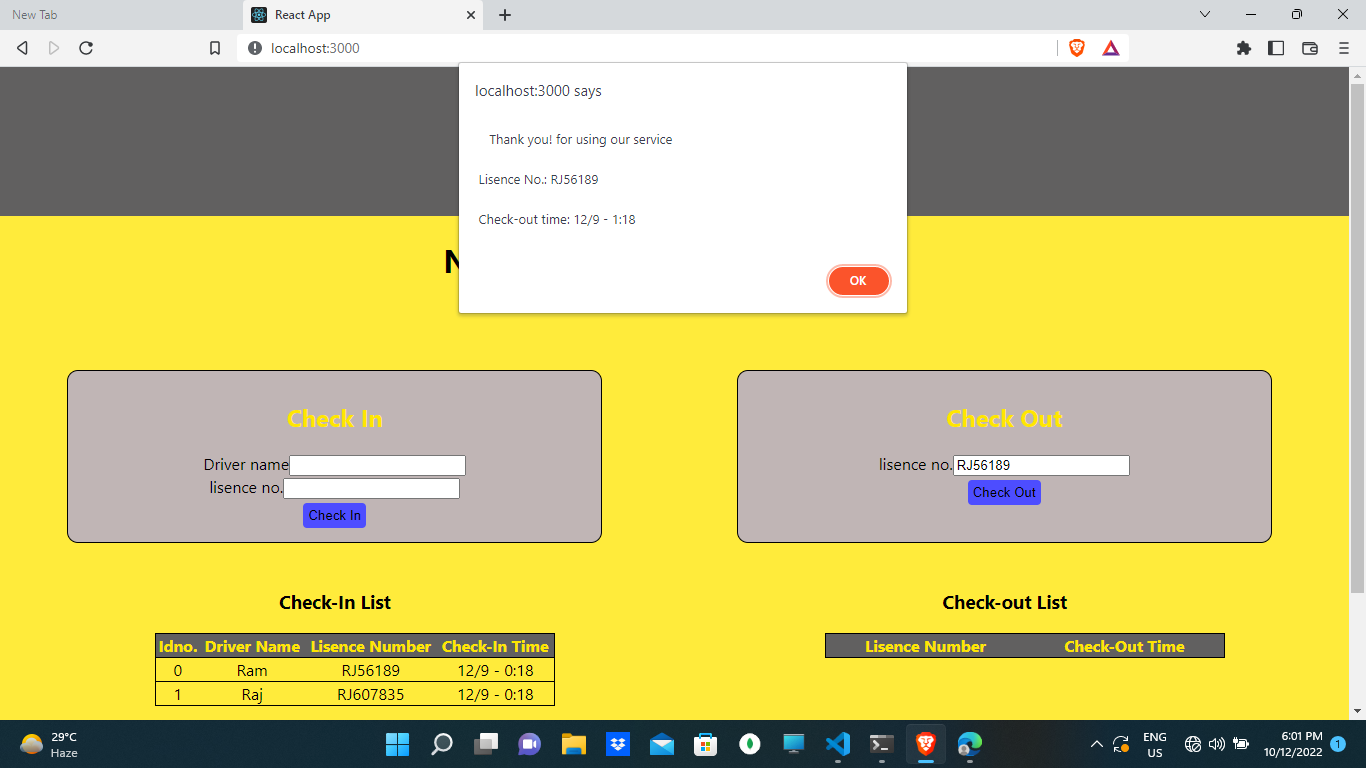 New Tab
React App
localhost:3000
localhost:3000 says
Thank you! for using our service
Lisence No.: RJ56189
Check-out time: 12/9 - 1:18
OK
Check In
Driver name
lisence no.
Check In
Check Out
lisence no. RJ56189
Check Out
Check-In List
Idno. Driver Name Lisence Number Check-In Time
0 Ram RJ56189 12/9 - 0:18
1 Raj RJ607835 12/9 - 0:18
Check-out List
Lisence Number Check-Out Time
29°C
Haze
ENG
US
6:01 PM
10/12/2022
1